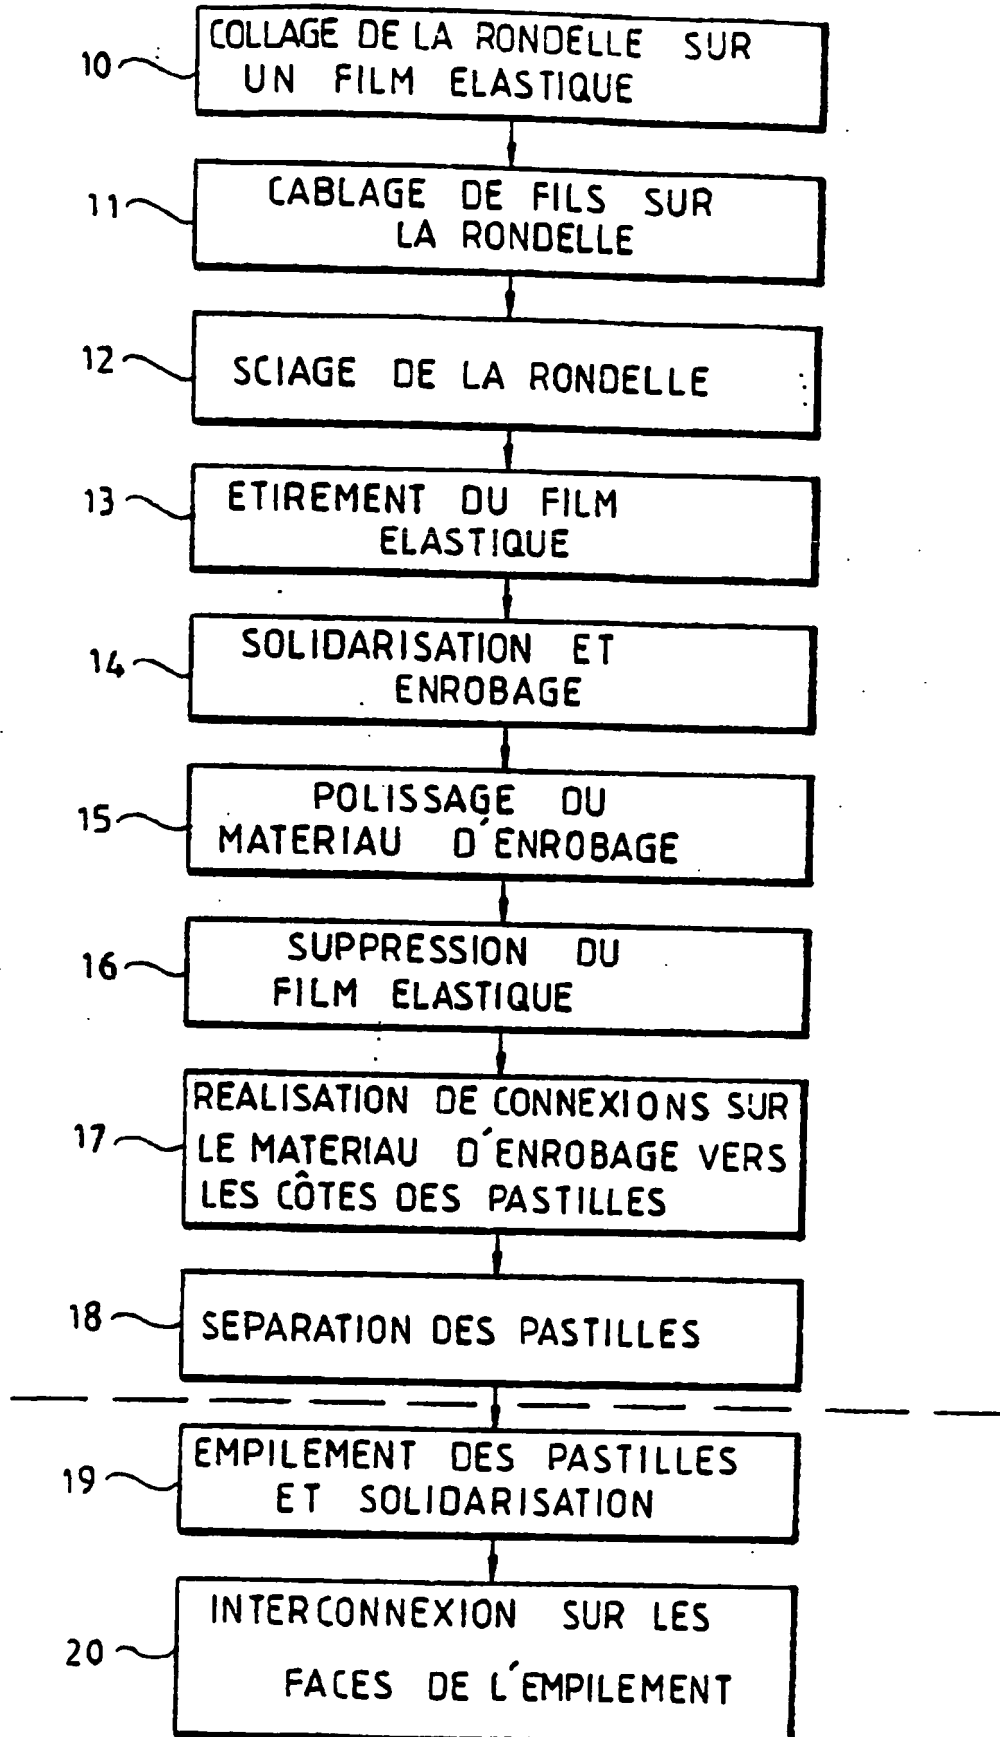 10
COLLAGE DE LA RONDELLE SUR
UN FILM ELASTIQUE
11
CABLAGE DE FILS SUR
LA RONDELLE
12
SCIAGE DE LA RONDELLE
13
ETIREMENT DU FILM
ELASTIQUE
14
SOLIDARISATION ET
ENROBAGE
15
POLISSAGE DU
MATERIAU D'ENROBAGE
16
SUPPRESSION DU
FILM ELASTIQUE
17
REALISATION DE CONNEXIONS SUR
LE MATERIAU D'ENROBAGE VERS
LES CÔTES DES PASTILLES
18
SEPARATION DES PASTILLES
19
EMPILEMENT DES PASTILLES
ET SOLIDARISATION
20
INTERCONNEXION SUR LES
FACES DE L'EMPILEMENT